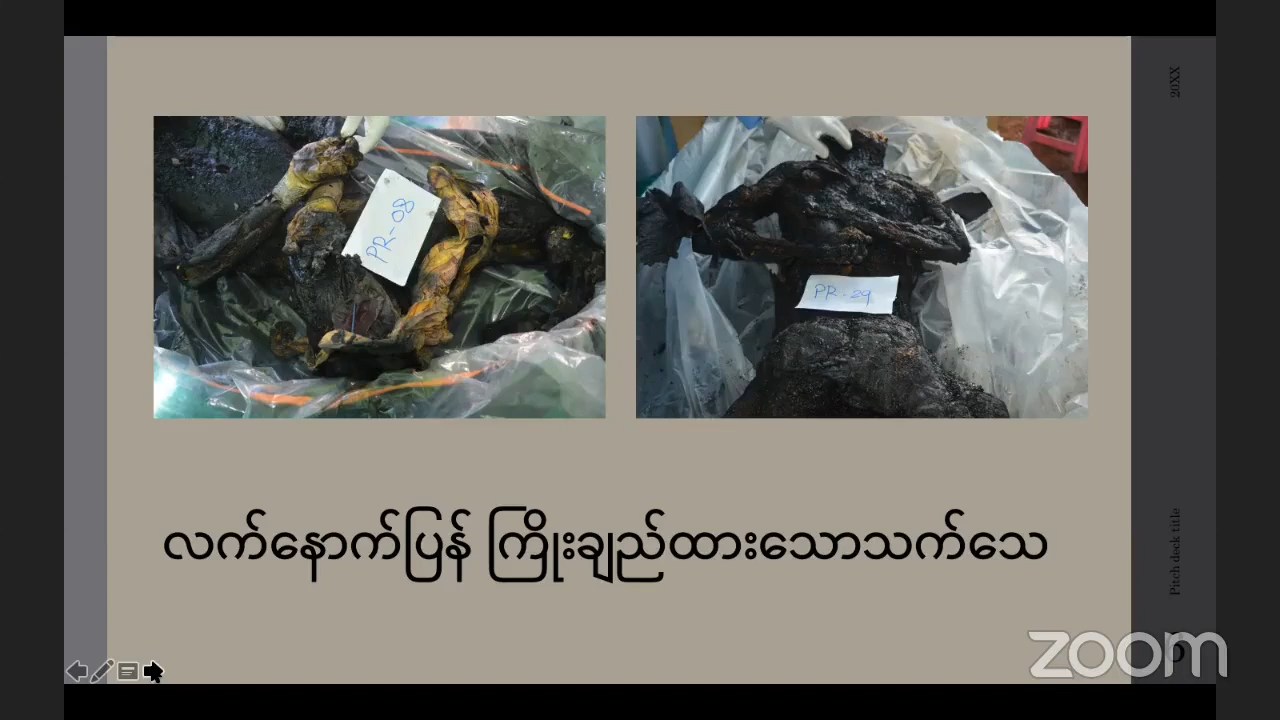 20XX
PR-08
PR-29
လက်နောက်ပြန် ကြိုးချည်ထားသောသက်သေ
Pitch deck title
zoom